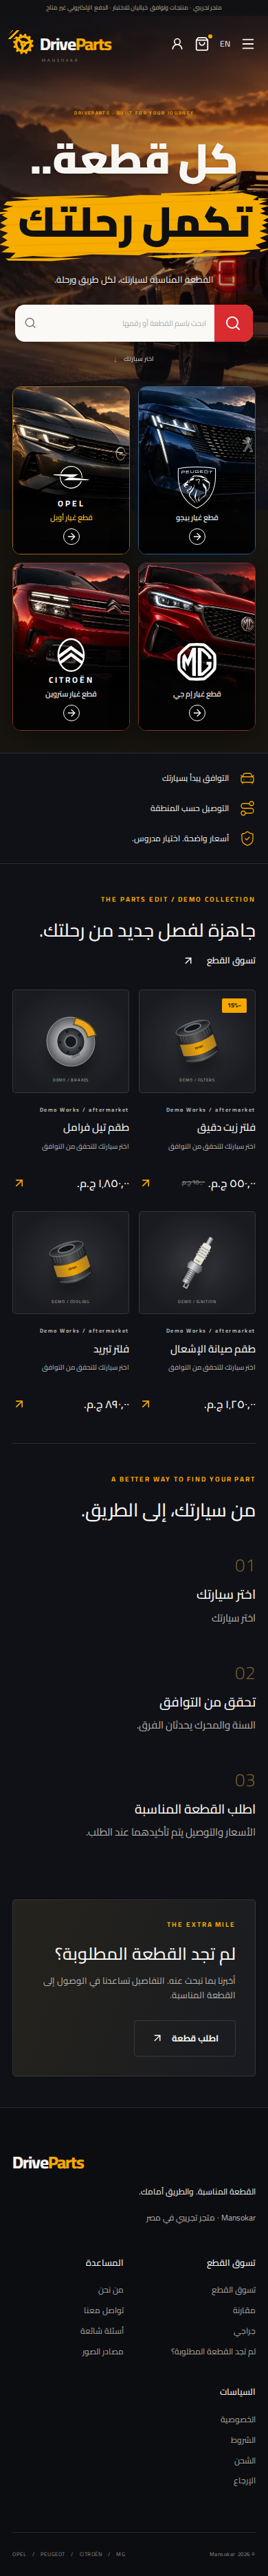 متجر تجريبي · منتجات وتوافق خياليان للاختبار · الدفع الإلكتروني غير متاح
DriveParts
MANSOKAR
EN
DRIVEPARTS · BUILT FOR YOUR JOURNEY
كل قطعة..
تكمل رحلتك
القطعة المناسبة لسيارتك، لكل طريق ورحلة.
ابحث باسم القطعة أو رقمها
اختر سيارتك ↓
PEUGEOT
قطع غيار بيجو
OPEL
قطع غيار أوبل
MG
قطع غيار إم جي
CITROËN
قطع غيار ستروين
التوافق يبدأ بسيارتك
التوصيل حسب المنطقة
أسعار واضحة. اختيار مدروس.
THE PARTS EDIT / DEMO COLLECTION
جاهزة لفصل جديد من رحلتك.
تسوق القطع
15%-
DEMO / FILTERS
Demo Works / aftermarket
فلتر زيت دقيق
اختر سيارتك للتحقق من التوافق
٥٥٠٫٠٠ ج.م.
DEMO / BRAKES
Demo Works / aftermarket
طقم تيل فرامل
اختر سيارتك للتحقق من التوافق
١٬٨٥٠٫٠٠ ج.م.
DEMO / IGNITION
Demo Works / aftermarket
طقم صيانة الإشعال
اختر سيارتك للتحقق من التوافق
١٬٢٥٠٫٠٠ ج.م.
DEMO / COOLING
Demo Works / aftermarket
فلتر تبريد
اختر سيارتك للتحقق من التوافق
٨٩٠٫٠٠ ج.م.
A BETTER WAY TO FIND YOUR PART
من سيارتك، إلى الطريق.
01
اختر سيارتك
اختر سيارتك
02
تحقق من التوافق
السنة والمحرك يحدثان الفرق.
03
اطلب القطعة المناسبة
الأسعار والتوصيل يتم تأكيدهما عند الطلب.
THE EXTRA MILE
لم تجد القطعة المطلوبة؟
أخبرنا بما تبحث عنه. التفاصيل تساعدنا في الوصول إلى القطعة المناسبة.
اطلب قطعة
DriveParts
القطعة المناسبة. والطريق أمامك.
Mansokar · متجر تجريبي في مصر
تسوق القطع
تسوق القطع
مقارنة
جراجي
لم تجد القطعة المطلوبة؟
المساعدة
من نحن
تواصل معنا
أسئلة شائعة
مصادر الصور
السياسات
الخصوصية
الشروط
الشحن
الإرجاع
© 2026 Mansokar
OPEL / PEUGEOT / CITROËN / MG